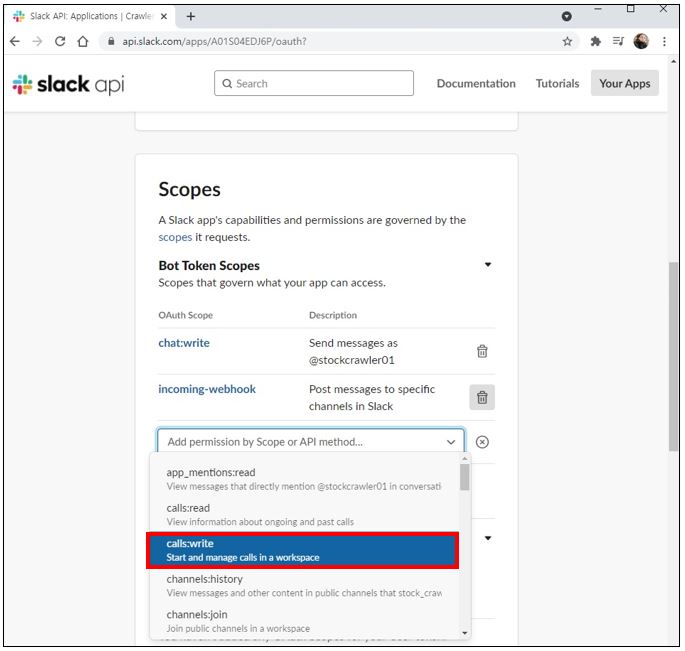 Slack API: Applications | Crawler
api.slack.com/apps/A01S04EDJ6P/oauth?
slack api
Search
Documentation
Tutorials
Your Apps
Scopes
A Slack app's capabilities and permissions are governed by the
scopes it requests.
Bot Token Scopes
Scopes that govern what your app can access.
OAuth Scope Description
chat:write
Send messages as
@stockcrawler01
incoming-webhook
Post messages to specific
channels in Slack
Add permission by Scope or API method...
app_mentions:read
View messages that directly mention @stockcrawler01 in conversati
calls:read
View information about ongoing and past calls
calls:write
Start and manage calls in a workspace
channels:history
View messages and other content in public channels that stock_craw
channels:join
Join public channels in a workspace